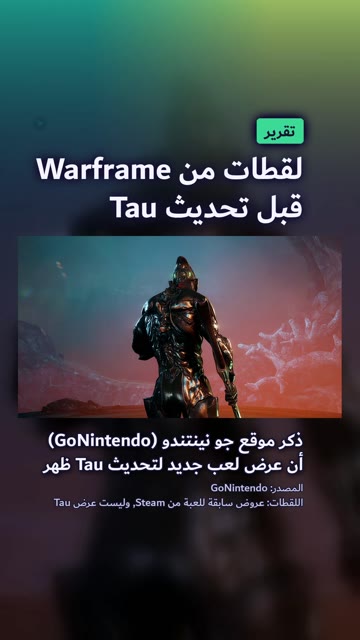 تقرير
لقطات من Warframe
قبل تحديث Tau
ذكر موقع جو نينتندو (GoNintendo)
أن عرض لعب جديد لتحديث Tau ظهر
المصدر: GoNintendo
اللقطات: عروض سابقة للعبة من Steam, وليست عرض Tau